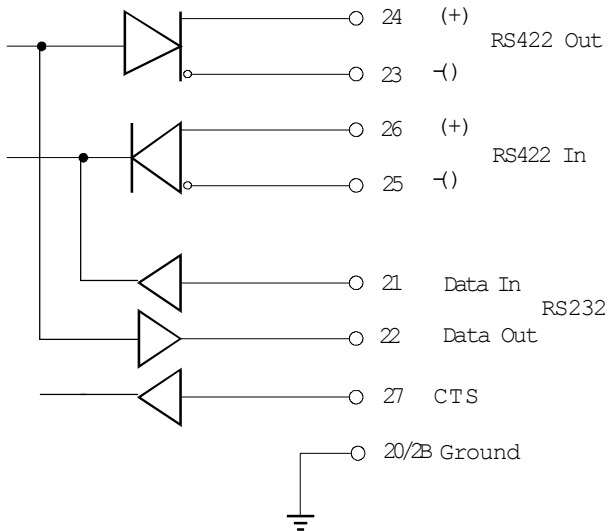 24 (+)
RS422 Out
23 -()
26 (+)
RS422 In
25 -()
21 Data In
RS232
22 Data Out
27 CTS
20/2B Ground